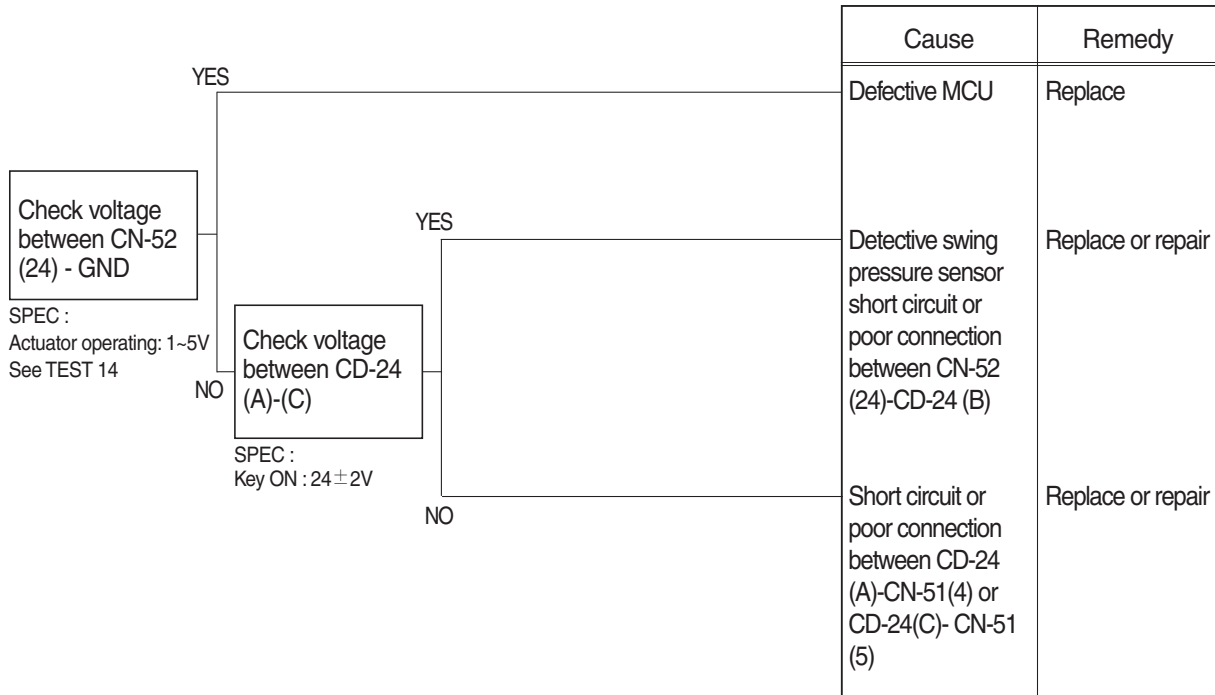 Cause
Remedy
YES
Defective MCU
Replace
Check voltage
between CN-52
(24) - GND
SPEC :
Actuator operating: 1~5V
See TEST 14
YES
Detective swing
pressure sensor
short circuit or
poor connection
between CN-52
(24)-CD-24 (B)
Replace or repair
NO
Check voltage
between CD-24
(A)-(C)
SPEC :
Key ON : 24±2V
NO
Short circuit or
poor connection
between CD-24
(A)-CN-51(4) or
CD-24(C)- CN-51
(5)
Replace or repair